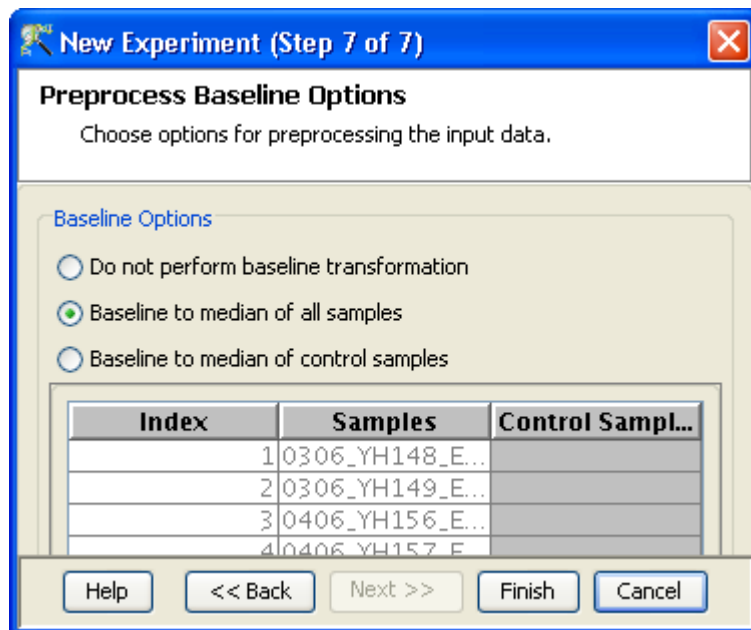 New Experiment (Step 7 of 7)
Preprocess Baseline Options
Choose options for preprocessing the input data.
Baseline Options
Do not perform baseline transformation
Baseline to median of all samples
Baseline to median of control samples
Index Samples Control Sampl...
1 0306_YH148_E...
2 0306_YH149_E...
3 0406_YH156_E...
4 0406_YH157_E...
Help << Back Next >> Finish Cancel